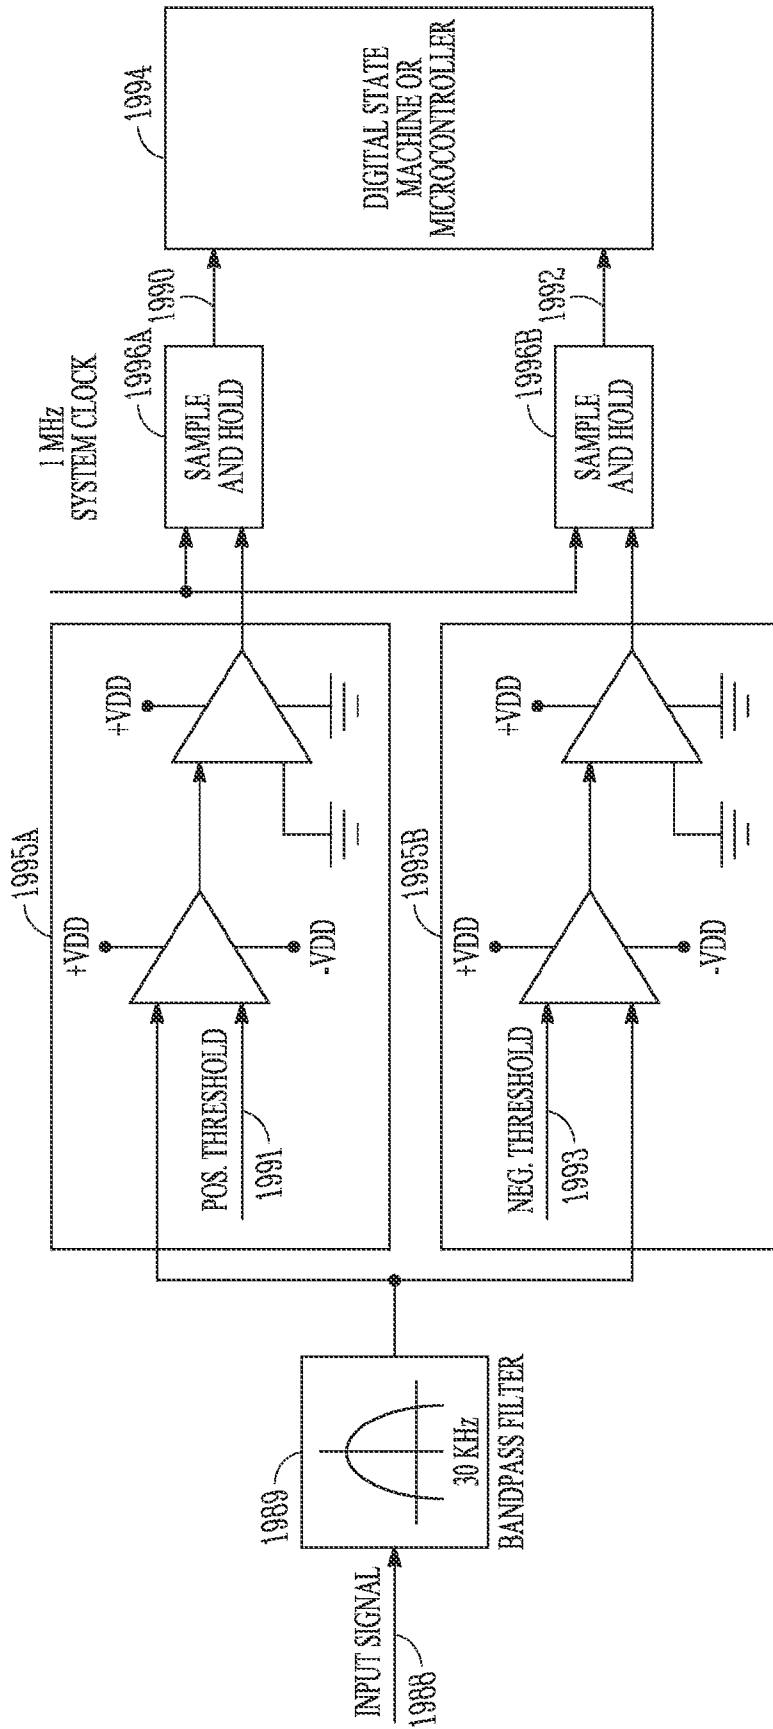 INPUT SIGNAL
1988
1989
30 KHz
BANDPASS FILTER
1995A
POS. THRESHOLD
1991
+VDD
-VDD
+VDD
1995B
NEG. THRESHOLD
1993
+VDD
-VDD
+VDD
1 MHz
SYSTEM CLOCK
1996A
SAMPLE
AND HOLD
1990
1996B
SAMPLE
AND HOLD
1992
1994
DIGITAL STATE
MACHINE OR
MICROCONTROLLER